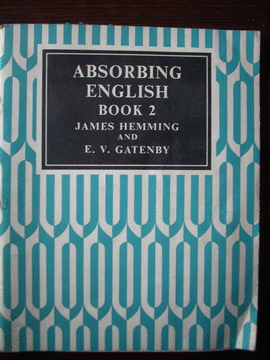 ABSORBING
ENGLISH
BOOK 2
JAMES HEMMING
AND
E. V. GATENBY